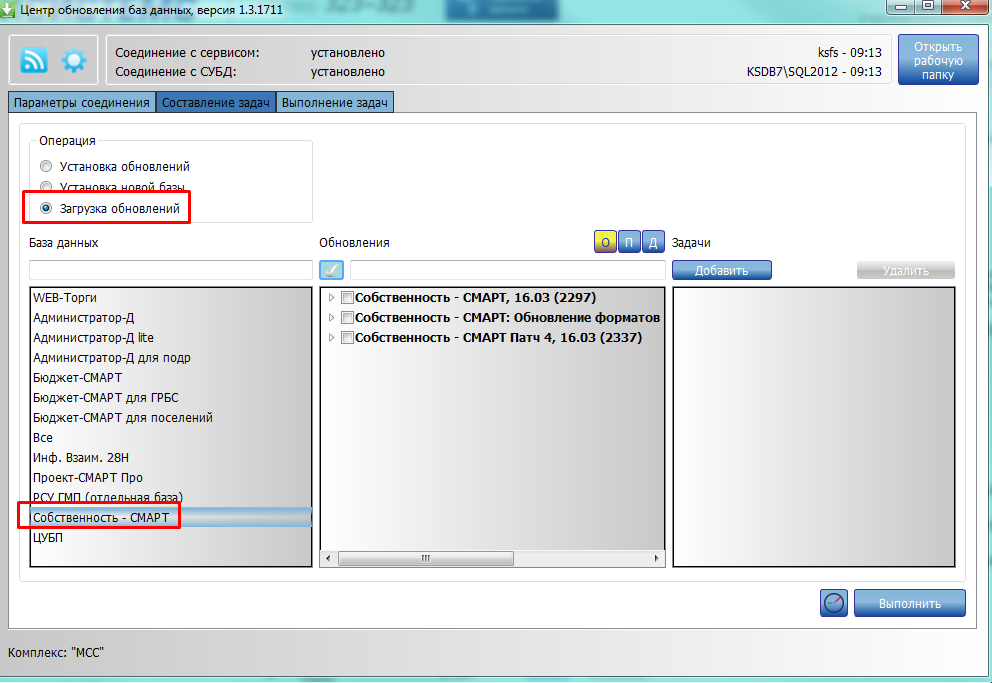 Центр обновления баз данных, версия 1.3.1711
Соединение с сервисом: установлено ksfs - 09:13
Соединение с СУБД: установлено KSDB7\SQL2012 - 09:13
Открыть рабочую папку
Параметры соединения Составление задач Выполнение задач
Операция
Установка обновлений
Установка новой базы
Загрузка обновлений
База данных Обновления О П Д Задачи
Добавить Удалить
WEB-Торги
Администратор-Д
Администратор-Д lite
Администратор-Д для подр
Бюджет-СМАРТ
Бюджет-СМАРТ для ГРБС
Бюджет-СМАРТ для поселений
Все
Инф. Взаим. 28Н
Проект-СМАРТ Про
РСУ ГМП (отдельная база)
Собственность - СМАРТ
ЦУБП
Собственность - СМАРТ, 16.03 (2297)
Собственность - СМАРТ: Обновление форматов
Собственность - СМАРТ Патч 4, 16.03 (2337)
Выполнить
Комплекс: "МСС"